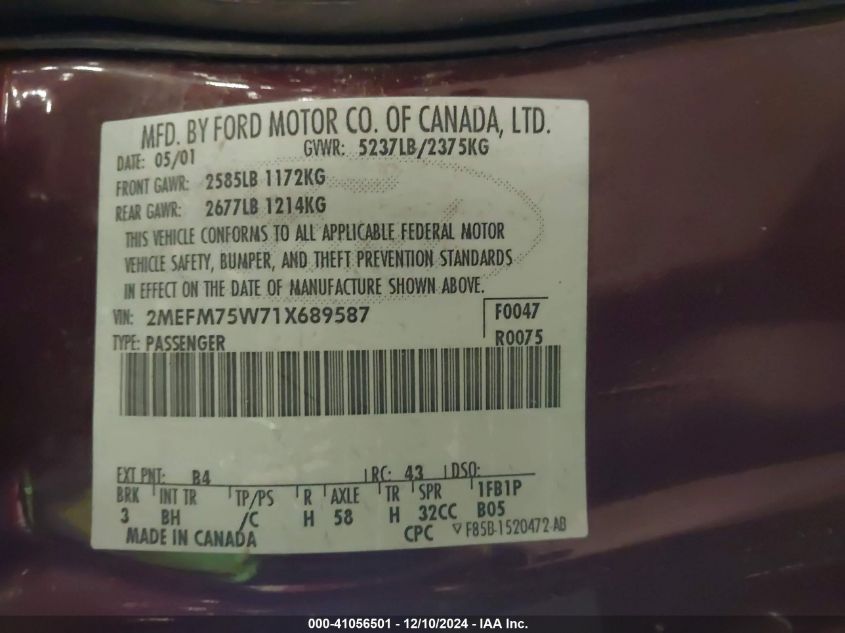 MFD. BY FORD MOTOR CO. OF CANADA, LTD.
DATE: 05/01 GVWR: 5237LB/2375KG
FRONT GAWR: 2585LB 1172KG
REAR GAWR: 2677LB 1214KG
THIS VEHICLE CONFORMS TO ALL APPLICABLE FEDERAL MOTOR
VEHICLE SAFETY, BUMPER, AND THEFT PREVENTION STANDARDS
IN EFFECT ON THE DATE OF MANUFACTURE SHOWN ABOVE.
VIN: 2MEFM75W71X689587 F0047
TYPE: PASSENGER R0075
EXT PNT: B4 RC: 43 DSO:
BRK INT TR TP/PS R AXLE TR SPR 1FB1P
3 BH /C H 58 H 32CC B05
MADE IN CANADA CPC F85B-1520472-AB
000-41056501 - 12/10/2024 - IAA Inc.